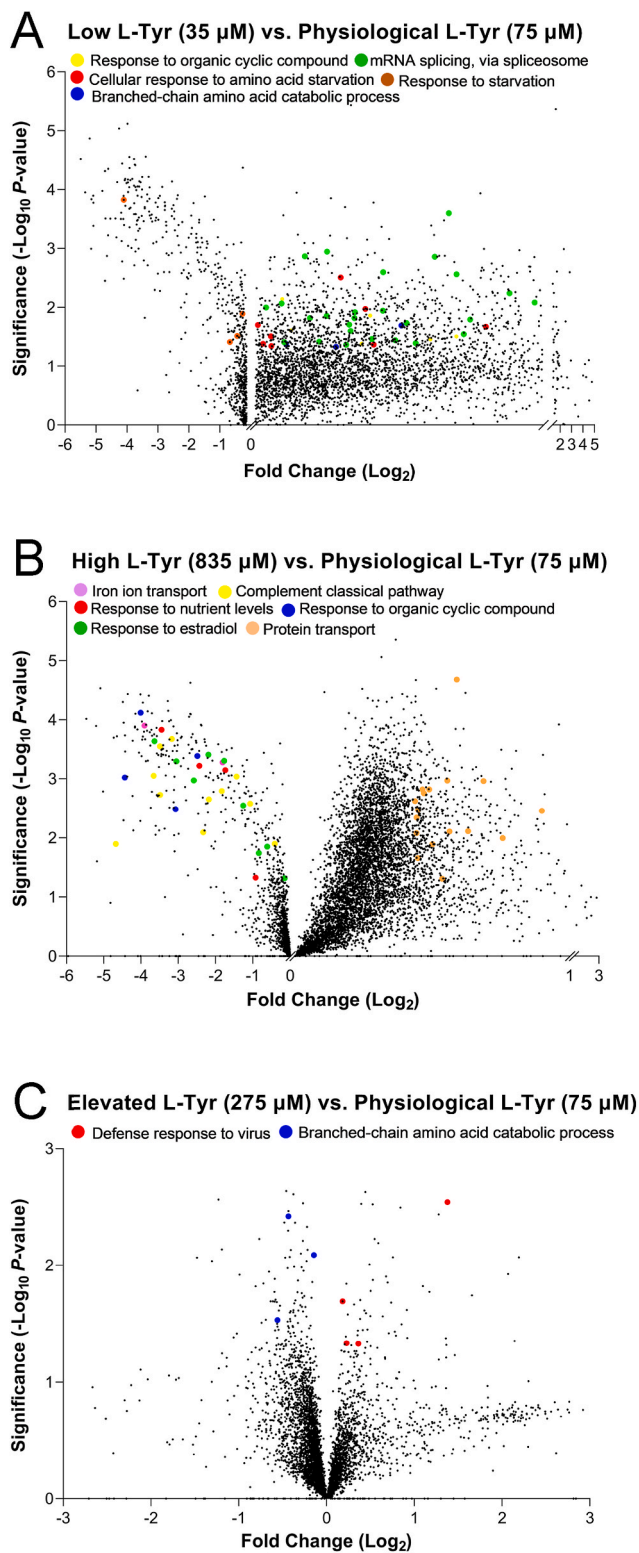 A
Low L-Tyr (35 µM) vs. Physiological L-Tyr (75 µM)
Response to organic cyclic compound mRNA splicing, via spliceosome
Cellular response to amino acid starvation Response to starvation
Branched-chain amino acid catabolic process
Significance (-Log10 P-value)
6
5
4
3
2
1
0
-6 -5 -4 -3 -2 -1 0 2 3 4 5
Fold Change (Log2)
B
High L-Tyr (835 µM) vs. Physiological L-Tyr (75 µM)
Iron ion transport Complement classical pathway
Response to nutrient levels Response to organic cyclic compound
Response to estradiol Protein transport
Significance (-Log10 P-value)
6
5
4
3
2
1
0
-6 -5 -4 -3 -2 -1 0 1 3
Fold Change (Log2)
C
Elevated L-Tyr (275 µM) vs. Physiological L-Tyr (75 µM)
Defense response to virus Branched-chain amino acid catabolic process
Significance (-Log10 P-value)
3
2
1
0
-3 -2 -1 0 1 2 3
Fold Change (Log2)